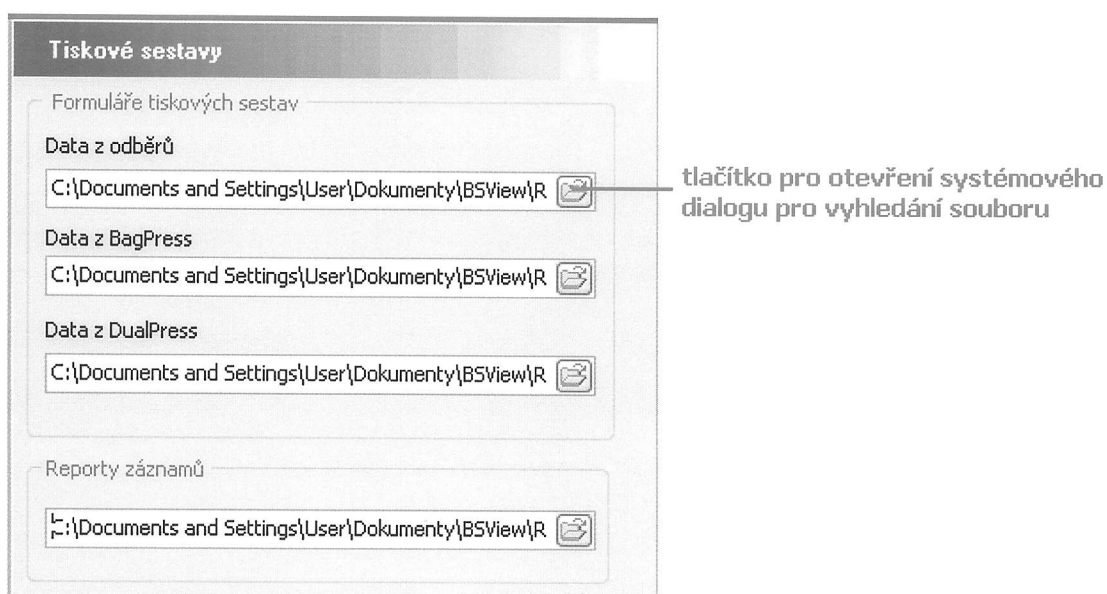 Tiskové sestavy
Formuláře tiskových sestav
Data z odběrů
C:\Documents and Settings\User\Dokumenty\BSView\R
tlačítko pro otevření systémového
dialogu pro vyhledání souboru
Data z BagPress
C:\Documents and Settings\User\Dokumenty\BSView\R
Data z DualPress
C:\Documents and Settings\User\Dokumenty\BSView\R
Reporty záznamů
C:\Documents and Settings\User\Dokumenty\BSView\R